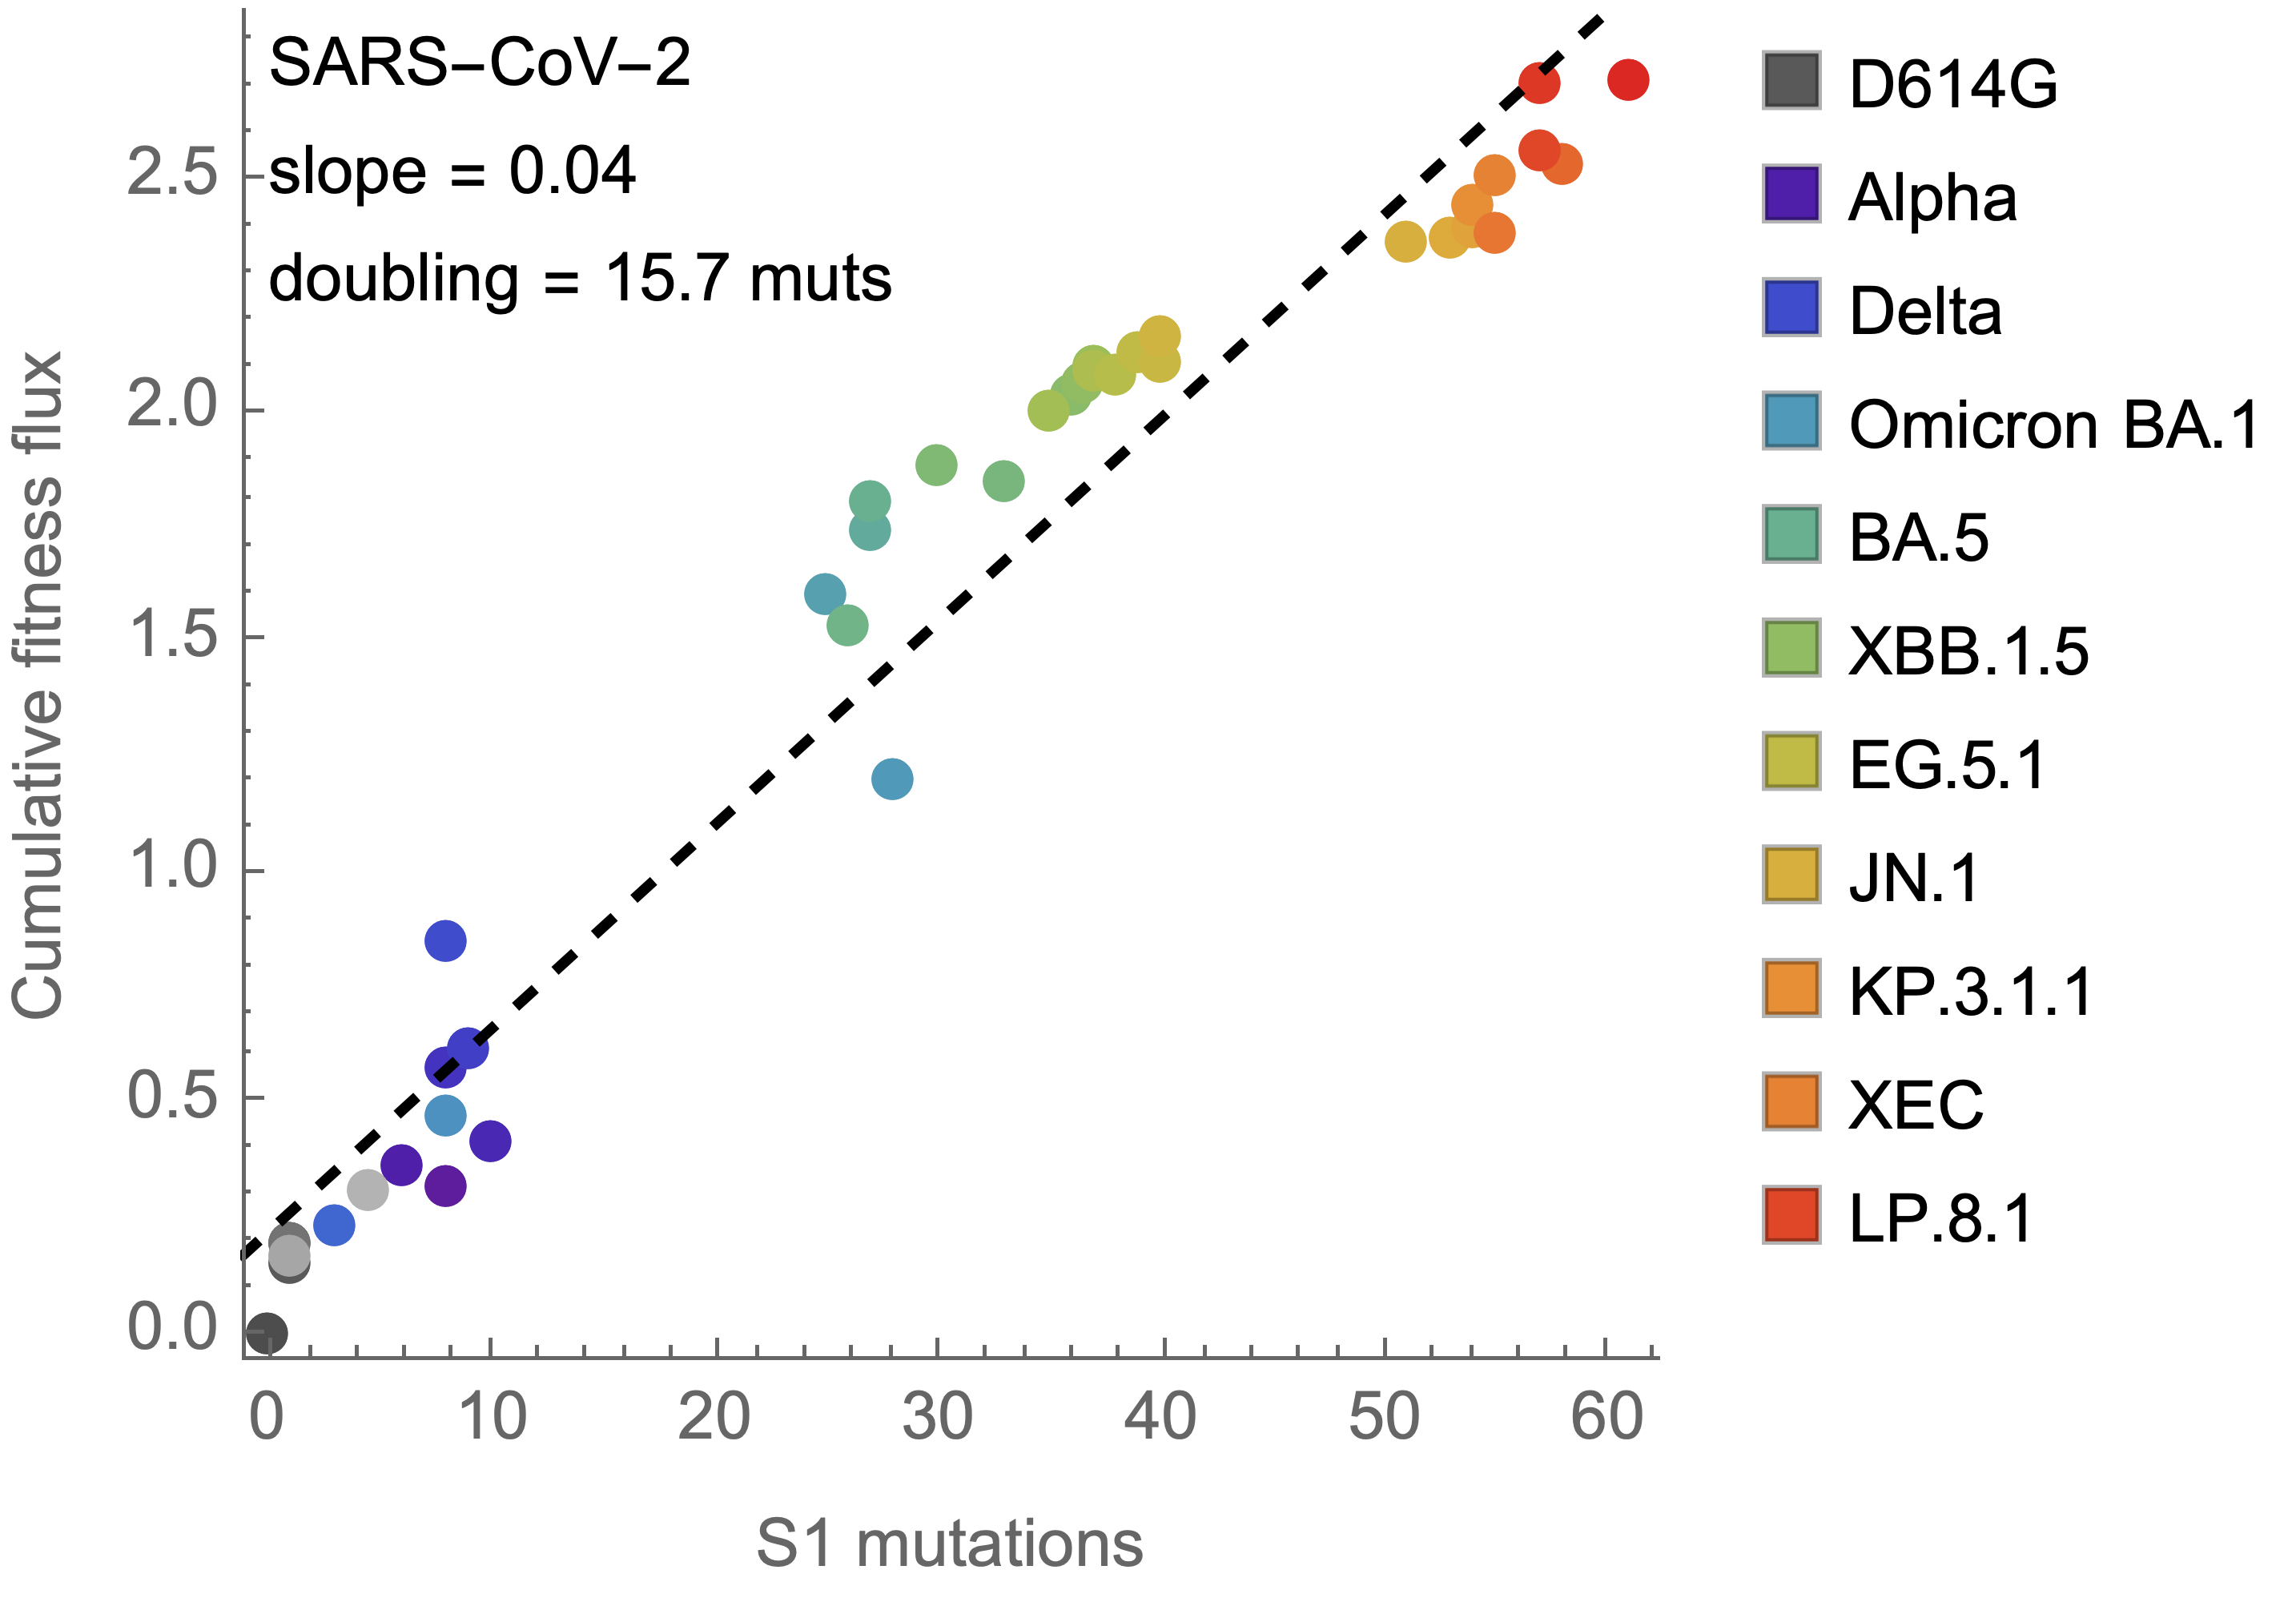 SARS−CoV−2
slope = 0.04
doubling = 15.7 muts
Cumulative fitness flux
2.5
2.0
1.5
1.0
0.5
0.0
0 10 20 30 40 50 60
S1 mutations
D614G
Alpha
Delta
Omicron BA.1
BA.5
XBB.1.5
EG.5.1
JN.1
KP.3.1.1
XEC
LP.8.1